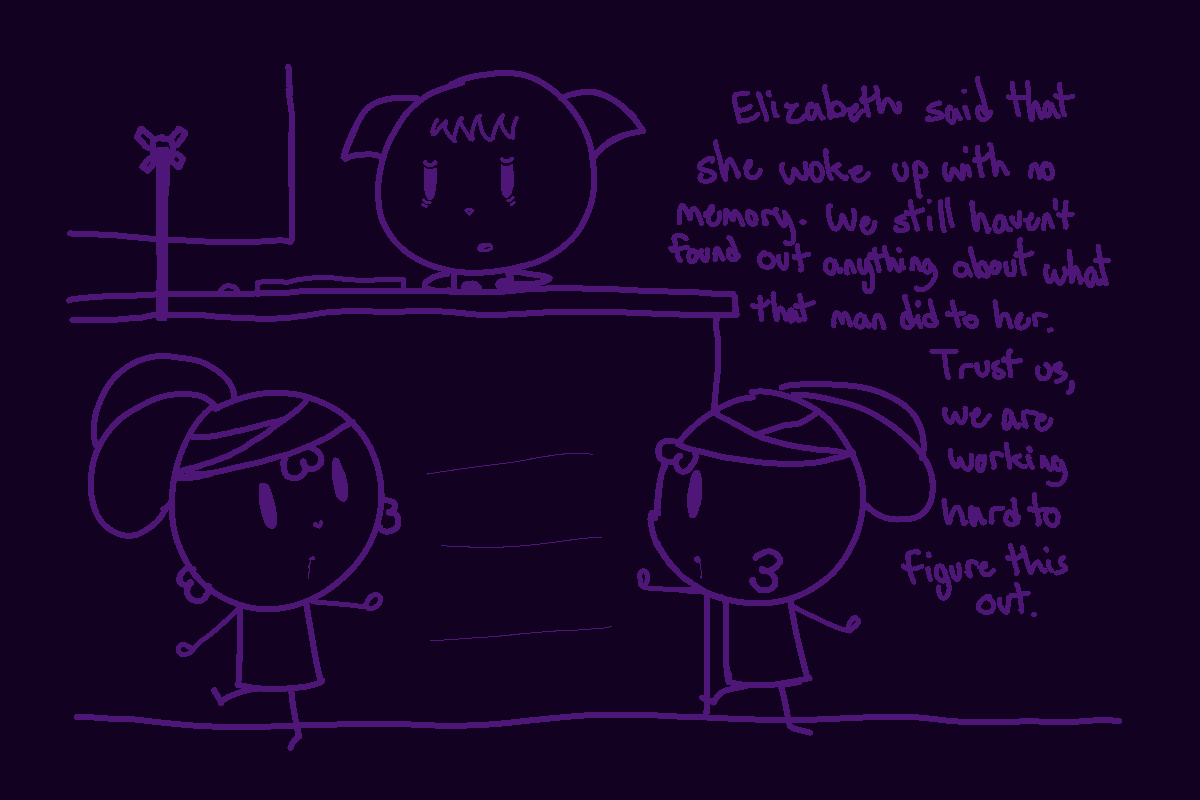 Elizabeth said that
she woke up with no
memory. We still haven't
found out anything about what
that man did to her.
Trust us,
we are
working
hard to
figure this
out.